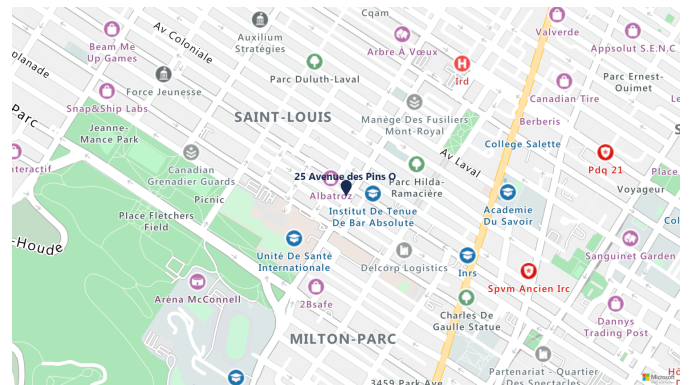 Cqam
Beam Me
Up Games
Av Coloniale
Auxilium
Stratégies
Arbre À Vœux
Valverde
Appsolut S.E.N.C
Parc Duluth-Laval
Ird
Parc Ernest-
Ouimet
Force Jeunesse
Canadian Tire
Snap&Ship Labs
SAINT-LOUIS
Manège Des Fusiliers
Mont-Royal
Berberis
Parc
Jeanne-
Mance Park
College Salette
Av Laval
Pdq 21
Canadian
Grenadier Guards
25 Avenue des Pins O
Albatroz
Parc Hilda-
Ramacière
Voyageur
Place
Picnic
Place Fletchers
Field
Institut De Tenue
De Bar Absolute
Academie
Du Savoir
-Houde
Unité De Santé
Internationale
Delcorp Logistics
Inrs
Sanguinet Garden
Spvm Ancien Irc
Aréna McConnell
2Bsafe
Charles De
Gaulle Statue
Dannys
Trading Post
MILTON-PARC
Partenariat - Quartier
Des Spectacles
3459 Park Ave
Microsoft